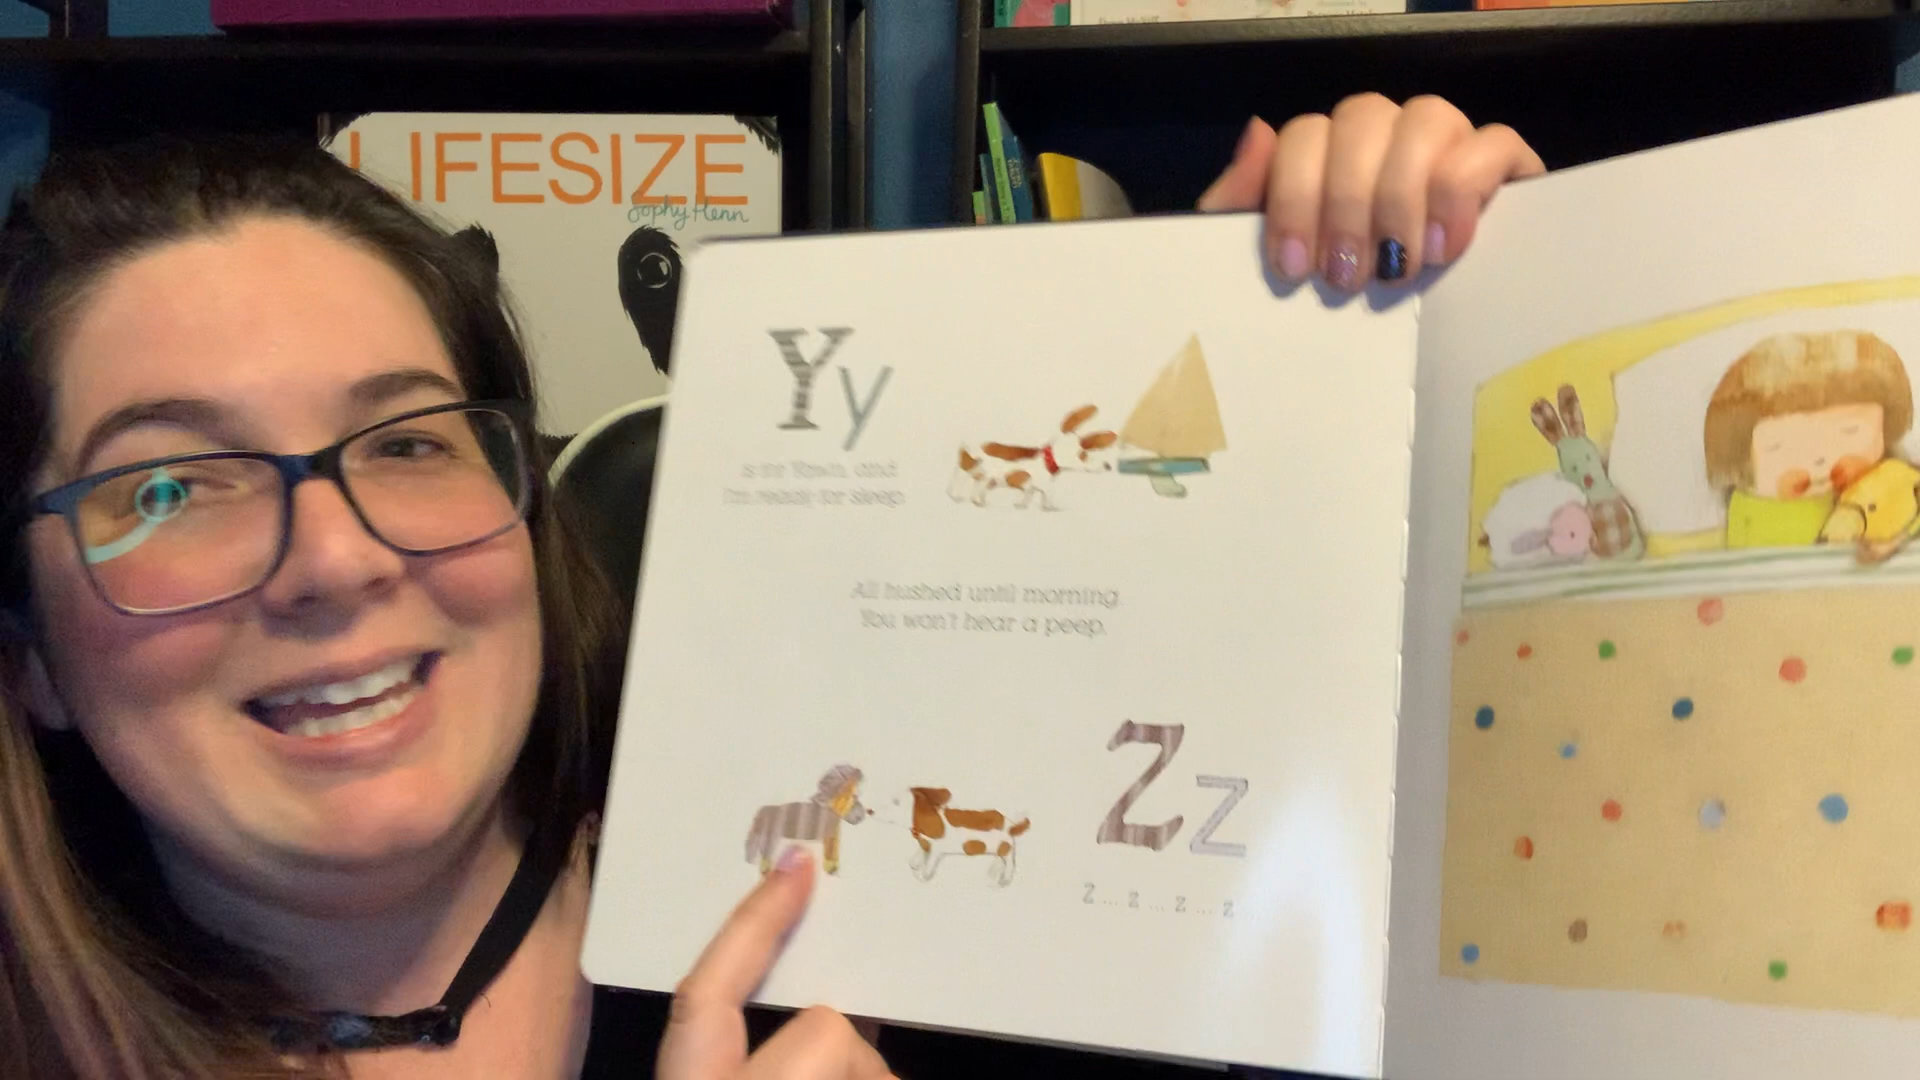 LIFESIZE
Sophy Henn
Yy
is for Yawn, and
I'm ready for sleep.
All hushed until morning.
You won't hear a peep.
Zz
z ... z ... z ... z